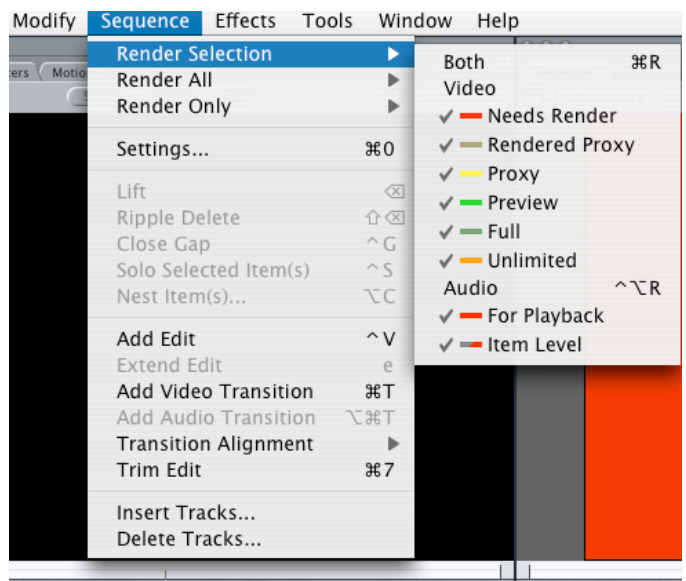 Modify Sequence Effects Tools Window Help
Render Selection
Render All
Render Only
Settings... ⌘0
Lift ⌫
Ripple Delete ⇧⌫
Close Gap ^G
Solo Selected Item(s) ^S
Nest Item(s)... ⌥C
Add Edit ^V
Extend Edit e
Add Video Transition ⌘T
Add Audio Transition ⌥⌘T
Transition Alignment
Trim Edit ⌘7
Insert Tracks...
Delete Tracks...
Both ⌘R
Video
✓ Needs Render
✓ Rendered Proxy
✓ Proxy
✓ Preview
✓ Full
✓ Unlimited
Audio ^⌥R
✓ For Playback
✓ Item Level
ers Motio